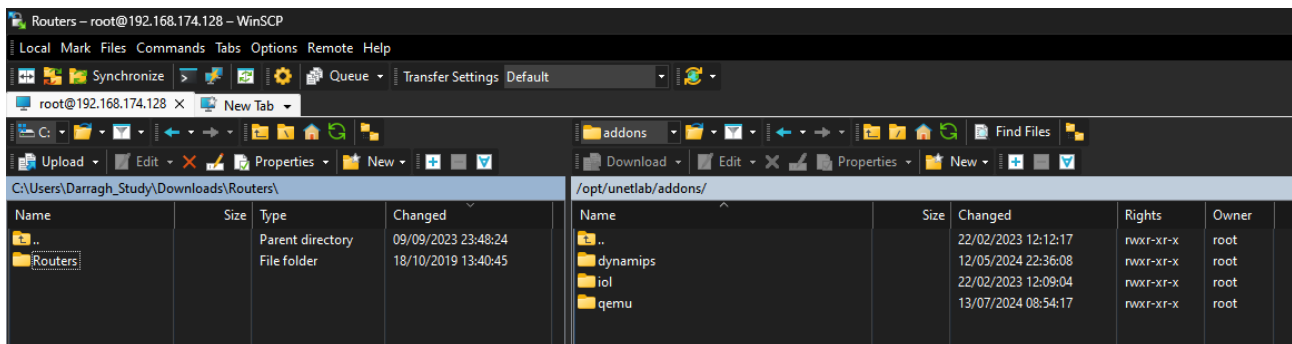 Routers – root@192.168.174.128 – WinSCP
Local Mark Files Commands Tabs Options Remote Help
Synchronize Queue Transfer Settings Default
root@192.168.174.128 × New Tab
C: addons Find Files
Upload Edit Properties New Download Edit Properties New
C:\Users\Darragh_Study\Downloads\Routers\ /opt/unetlab/addons/
Name Size Type Changed Name Size Changed Rights Owner
.. Parent directory 09/09/2023 23:48:24 .. 22/02/2023 12:12:17 rwxr-xr-x root
Routers File folder 18/10/2019 13:40:45 dynamips 12/05/2024 22:36:08 rwxr-xr-x root
iol 22/02/2023 12:09:04 rwxr-xr-x root
qemu 13/07/2024 08:54:17 rwxr-xr-x root